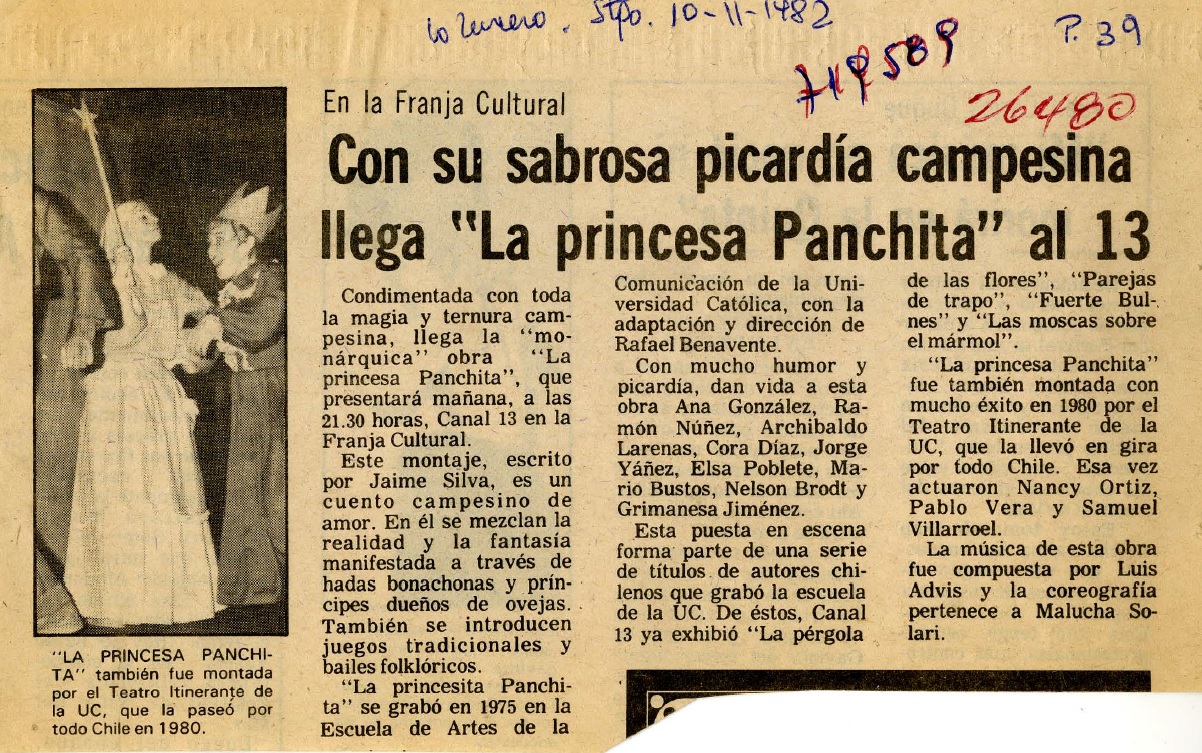 La Tercera. Stgo. 10-11-1982
P. 39
719589
26480
En la Franja Cultural
Con su sabrosa picardía campesina
llega "La princesa Panchita" al 13
"LA PRINCESA PANCHI-
TA" también fue montada
por el Teatro Itinerante de
la UC, que la paseó por
todo Chile en 1980.
Condimentada con toda
la magia y ternura cam-
pesina, llega la "mo-
nárquica" obra "La
princesa Panchita", que
presentará mañana, a las
21.30 horas, Canal 13 en la
Franja Cultural.
Este montaje, escrito
por Jaime Silva, es un
cuento campesino de
amor. En él se mezclan la
realidad y la fantasía
manifestada a través de
hadas bonachonas y prín-
cipes dueños de ovejas.
También se introducen
juegos tradicionales y
bailes folklóricos.
"La princesita Panchi-
ta" se grabó en 1975 en la
Escuela de Artes de la
Comunicación de la Uni-
versidad Católica, con la
adaptación y dirección de
Rafael Benavente.
Con mucho humor y
picardía, dan vida a esta
obra Ana González, Ra-
món Núñez, Archibaldo
Larenas, Cora Díaz, Jorge
Yáñez, Elsa Poblete, Ma-
rio Bustos, Nelson Brodt y
Grimanesa Jiménez.
Esta puesta en escena
forma parte de una serie
de títulos de autores chi-
lenos que grabó la escuela
de la UC. De éstos, Canal
13 ya exhibió "La pérgola
de las flores", "Parejas
de trapo", "Fuerte Bul-
nes" y "Las moscas sobre
el mármol".
"La princesa Panchita"
fue también montada con
mucho éxito en 1980 por el
Teatro Itinerante de la
UC, que la llevó en gira
por todo Chile. Esa vez
actuaron Nancy Ortiz,
Pablo Vera y Samuel
Villarroel.
La música de esta obra
fue compuesta por Luis
Advis y la coreografía
pertenece a Malucha So-
lari.